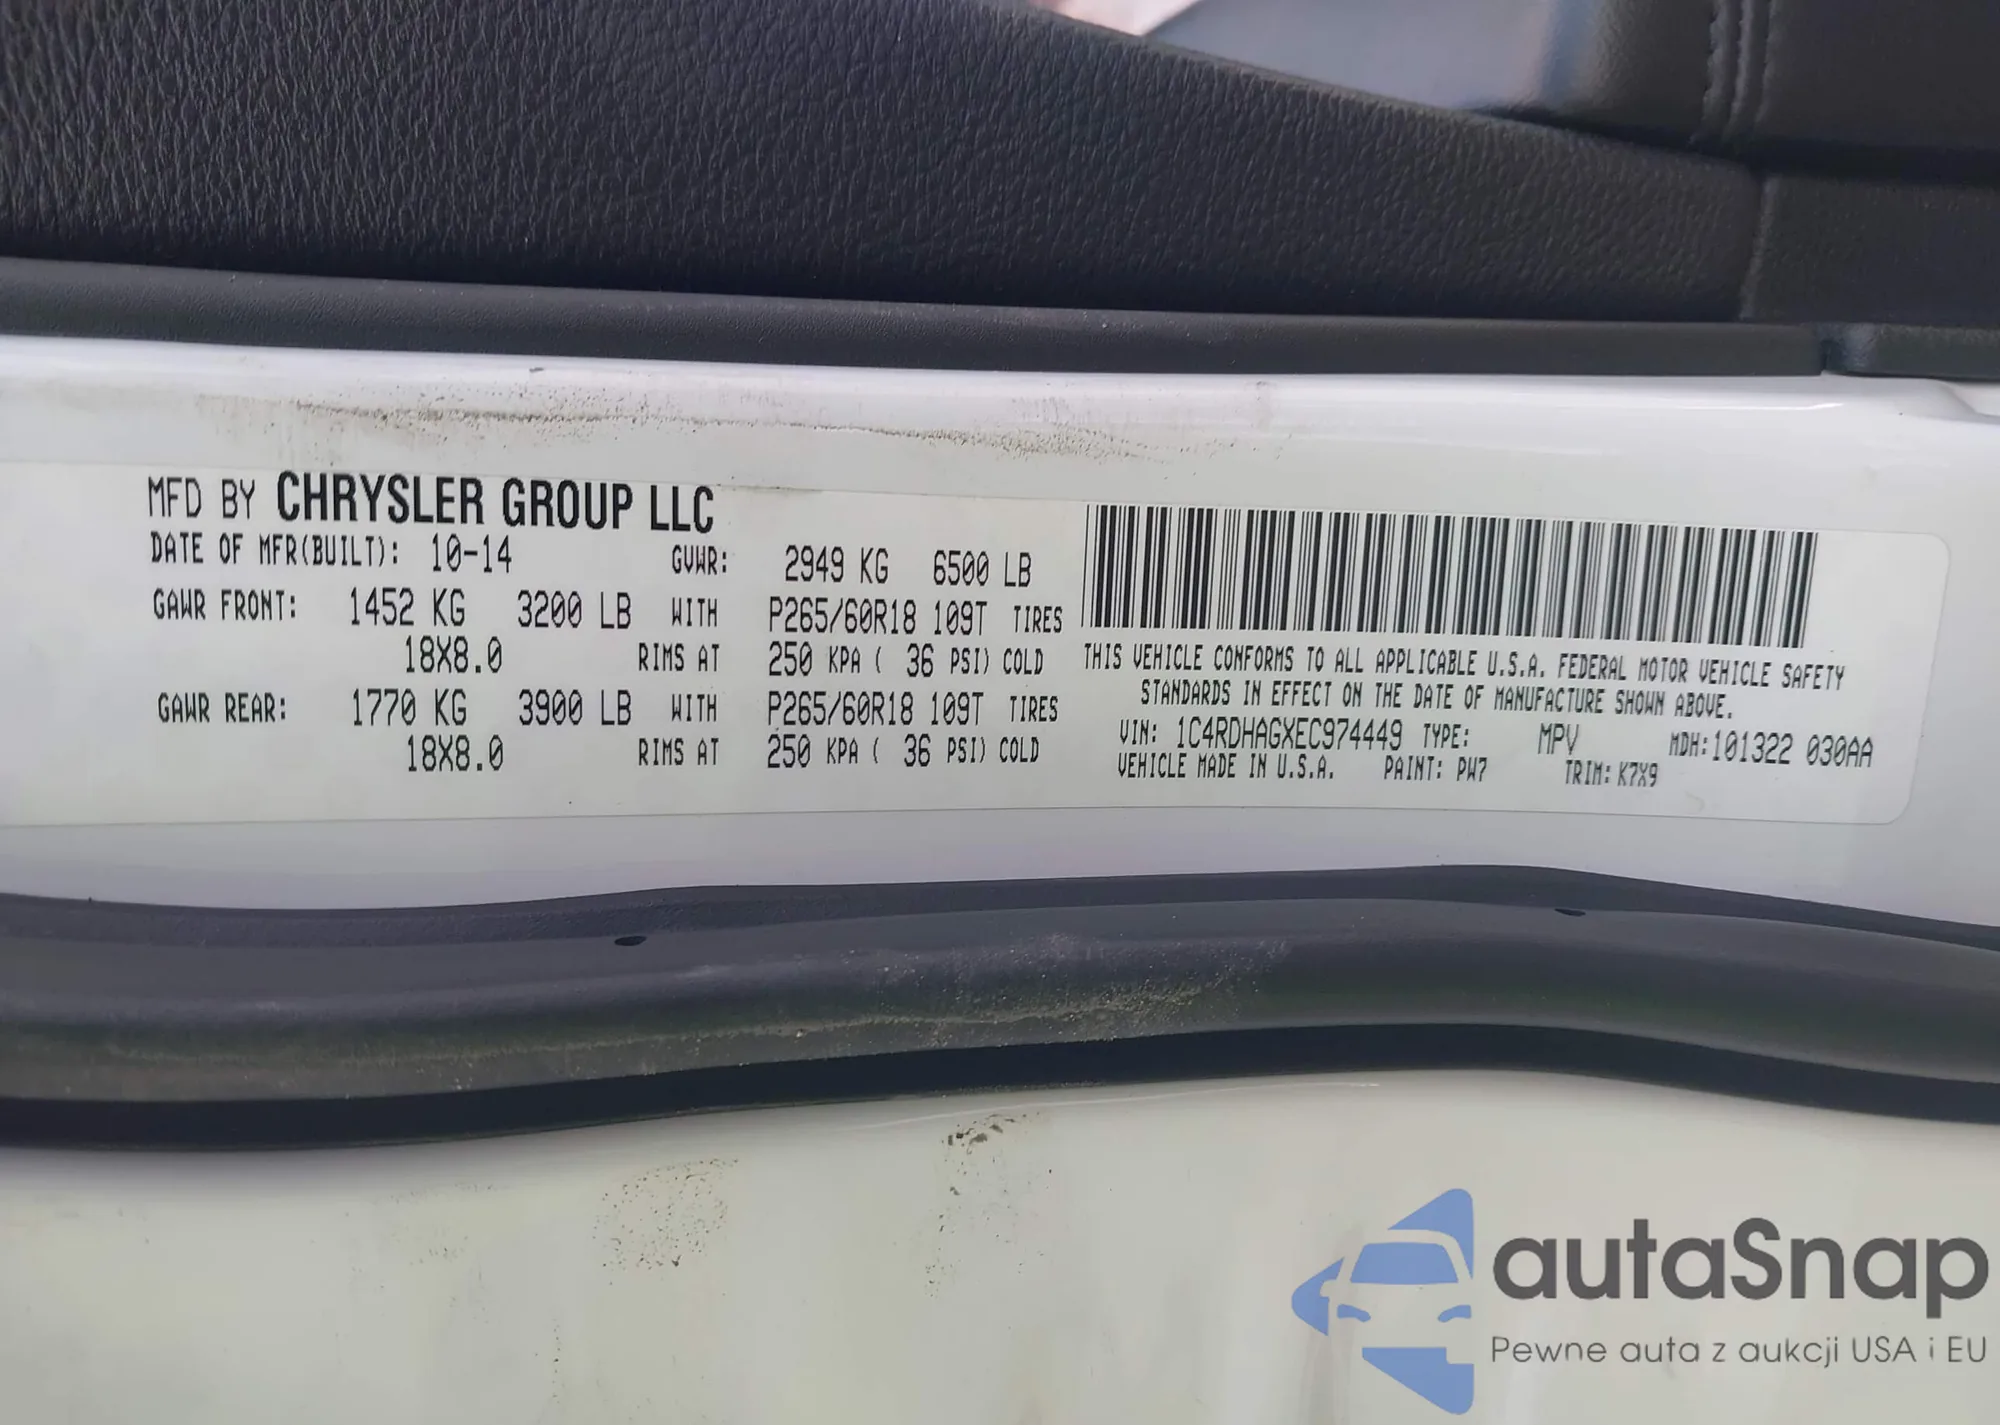 MFD BY CHRYSLER GROUP LLC
DATE OF MFR(BUILT): 10-14 GVWR: 2949 KG 6500 LB
GAWR FRONT: 1452 KG 3200 LB WITH P265/60R18 109T TIRES
18X8.0 RIMS AT 250 KPA ( 36 PSI) COLD
GAWR REAR: 1770 KG 3900 LB WITH P265/60R18 109T TIRES
18X8.0 RIMS AT 250 KPA ( 36 PSI) COLD
THIS VEHICLE CONFORMS TO ALL APPLICABLE U.S.A. FEDERAL MOTOR VEHICLE SAFETY
STANDARDS IN EFFECT ON THE DATE OF MANUFACTURE SHOWN ABOVE.
VIN: 1C4RDHAGXEC974449 TYPE: MPV MDH:101322 030AA
VEHICLE MADE IN U.S.A. PAINT: PW7 TRIM: K7X9
autaSnap
Pewne auta z aukcji USA i EU